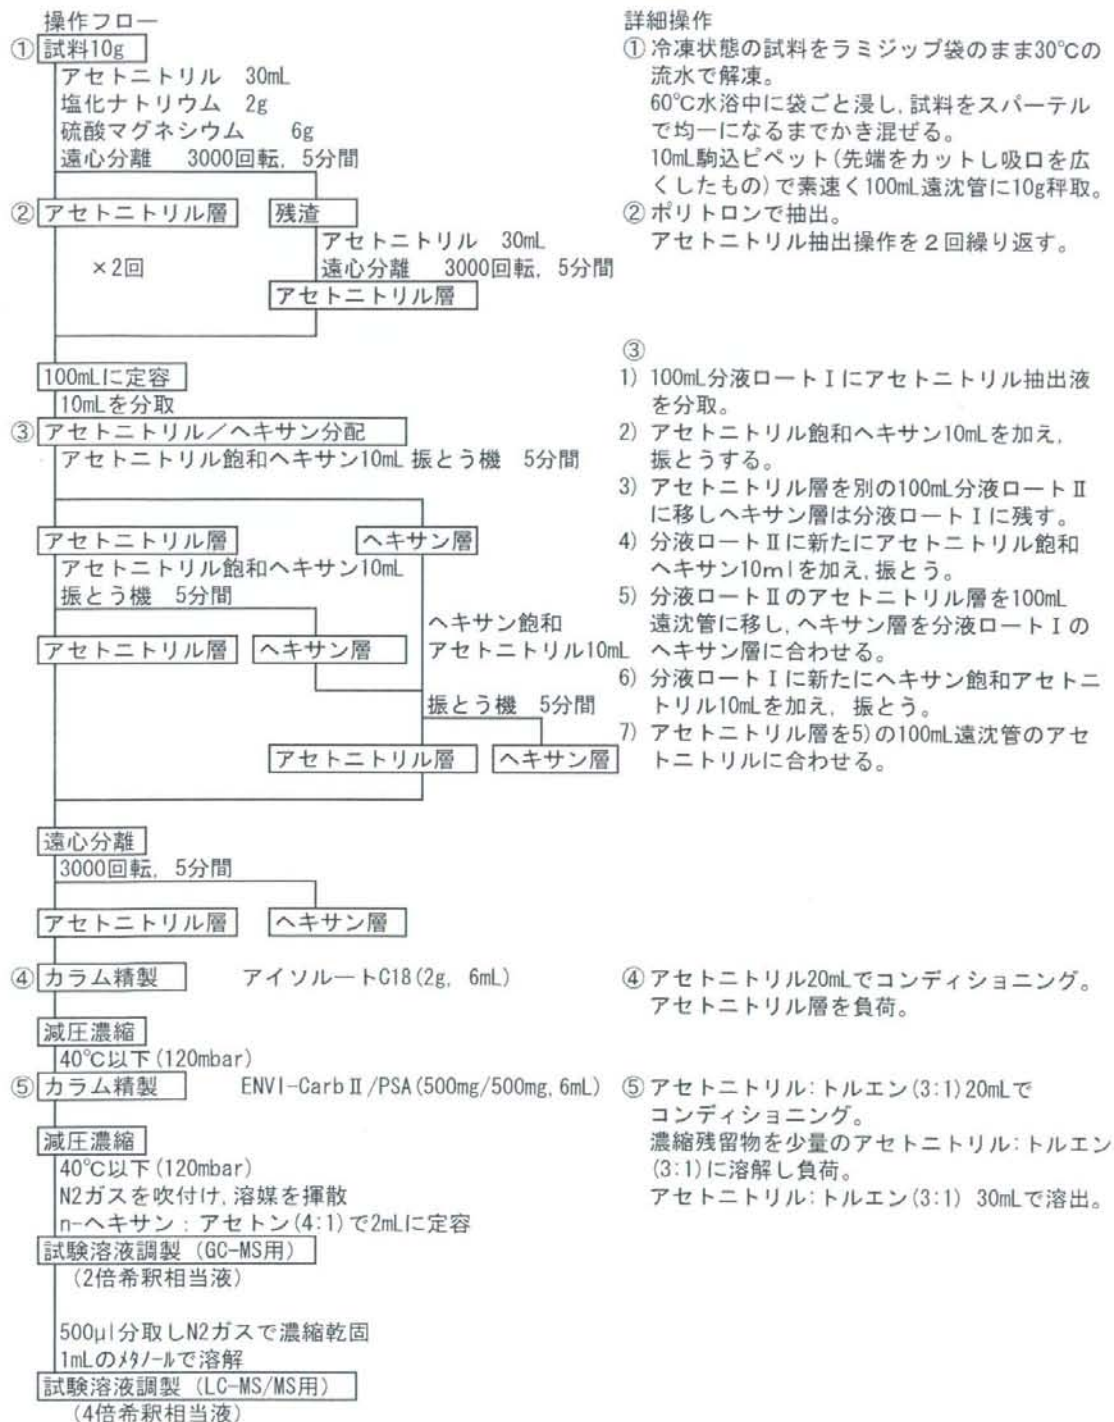 操作フロー
①試料10g
アセトニトリル 30mL
塩化ナトリウム 2g
硫酸マグネシウム 6g
遠心分離 3000回転, 5分間
②アセトニトリル層 残渣
アセトニトリル 30mL
×2回 遠心分離 3000回転, 5分間
アセトニトリル層
100mLに定容
10mLを分取
③アセトニトリル/ヘキサン分配
アセトニトリル飽和ヘキサン10mL 振とう機 5分間
アセトニトリル層 ヘキサン層
アセトニトリル飽和ヘキサン10mL
振とう機 5分間
ヘキサン飽和
アセトニトリル層 ヘキサン層 アセトニトリル10mL
振とう機 5分間
アセトニトリル層 ヘキサン層
遠心分離
3000回転, 5分間
アセトニトリル層 ヘキサン層
④カラム精製 アイソルートC18(2g, 6mL)
減圧濃縮
40℃以下(120mbar)
⑤カラム精製 ENVI-CarbⅡ/PSA(500mg/500mg, 6mL)
減圧濃縮
40℃以下(120mbar)
N2ガスを吹付け,溶媒を揮散
n-ヘキサン:アセトン(4:1)で2mLに定容
試験溶液調製(GC-MS用)
(2倍希釈相当液)
500μl分取しN2ガスで濃縮乾固
1mLのメタノールで溶解
試験溶液調製(LC-MS/MS用)
(4倍希釈相当液)
詳細操作
①冷凍状態の試料をラミジップ袋のまま30℃の
流水で解凍。
60℃水浴中に袋ごと浸し,試料をスパーテル
で均一になるまでかき混ぜる。
10mL駒込ピペット(先端をカットし吸口を広
くしたもの)で素速く100mL遠沈管に10g秤取。
②ポリトロンで抽出。
アセトニトリル抽出操作を2回繰り返す。
③
1) 100mL分液ロートⅠにアセトニトリル抽出液
を分取。
2) アセトニトリル飽和ヘキサン10mLを加え,
振とうする。
3) アセトニトリル層を別の100mL分液ロートⅡ
に移しヘキサン層は分液ロートⅠに残す。
4) 分液ロートⅡに新たにアセトニトリル飽和
ヘキサン10mlを加え,振とう。
5) 分液ロートⅡのアセトニトリル層を100mL
遠沈管に移し,ヘキサン層を分液ロートⅠの
ヘキサン層に合わせる。
6) 分液ロートⅠに新たにヘキサン飽和アセトニ
トリル10mLを加え, 振とう。
7) アセトニトリル層を5)の100mL遠沈管のアセ
トニトリルに合わせる。
④アセトニトリル20mLでコンディショニング。
アセトニトリル層を負荷。
⑤アセトニトリル:トルエン(3:1)20mLで
コンディショニング。
濃縮残留物を少量のアセトニトリル:トルエン
(3:1)に溶解し負荷。
アセトニトリル:トルエン(3:1) 30mLで溶出。